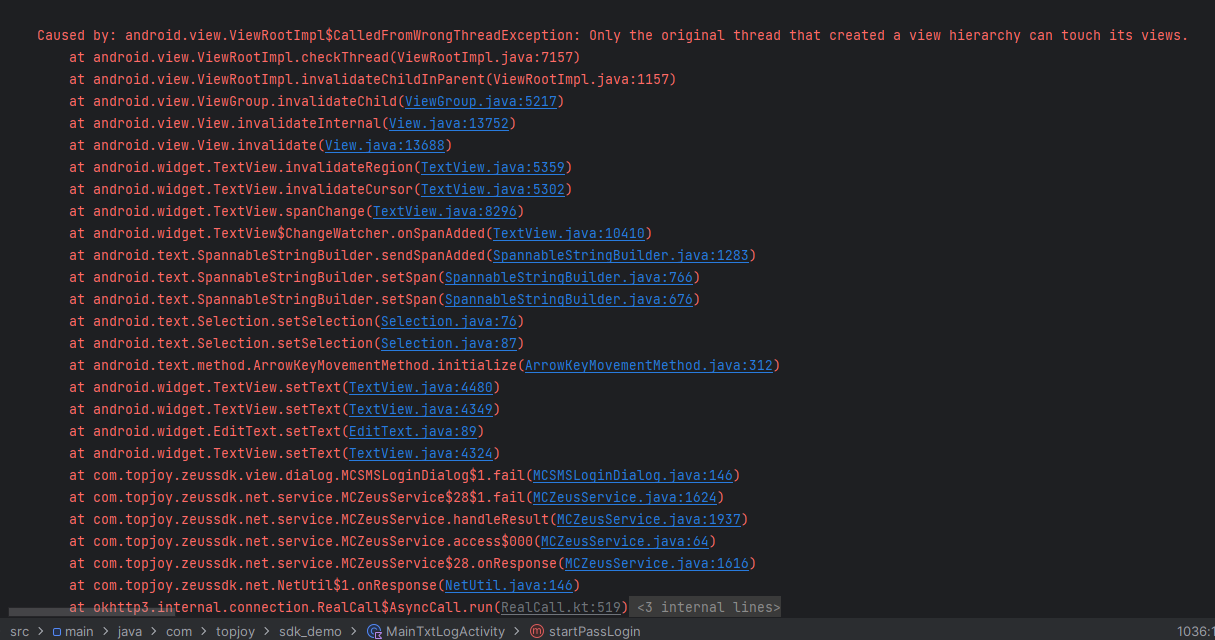 Caused by: android.view.ViewRootImpl$CalledFromWrongThreadException: Only the original thread that created a view hierarchy can touch its views.
at android.view.ViewRootImpl.checkThread(ViewRootImpl.java:7157)
at android.view.ViewRootImpl.invalidateChildInParent(ViewRootImpl.java:1157)
at android.view.ViewGroup.invalidateChild(ViewGroup.java:5217)
at android.view.View.invalidateInternal(View.java:13752)
at android.view.View.invalidate(View.java:13688)
at android.widget.TextView.invalidateRegion(TextView.java:5359)
at android.widget.TextView.invalidateCursor(TextView.java:5302)
at android.widget.TextView.spanChange(TextView.java:8296)
at android.widget.TextView$ChangeWatcher.onSpanAdded(TextView.java:10410)
at android.text.SpannableStringBuilder.sendSpanAdded(SpannableStringBuilder.java:1283)
at android.text.SpannableStringBuilder.setSpan(SpannableStringBuilder.java:766)
at android.text.SpannableStringBuilder.setSpan(SpannableStringBuilder.java:676)
at android.text.Selection.setSelection(Selection.java:76)
at android.text.Selection.setSelection(Selection.java:87)
at android.text.method.ArrowKeyMovementMethod.initialize(ArrowKeyMovementMethod.java:312)
at android.widget.TextView.setText(TextView.java:4480)
at android.widget.TextView.setText(TextView.java:4349)
at android.widget.EditText.setText(EditText.java:89)
at android.widget.TextView.setText(TextView.java:4324)
at com.topjoy.zeussdk.view.dialog.MCSMSLoginDialog$1.fail(MCSMSLoginDialog.java:146)
at com.topjoy.zeussdk.net.service.MCZeusService$28$1.fail(MCZeusService.java:1624)
at com.topjoy.zeussdk.net.service.MCZeusService.handleResult(MCZeusService.java:1937)
at com.topjoy.zeussdk.net.service.MCZeusService.access$000(MCZeusService.java:64)
at com.topjoy.zeussdk.net.service.MCZeusService$28.onResponse(MCZeusService.java:1616)
at com.topjoy.zeussdk.net.NetUtil$1.onResponse(NetUtil.java:146)
at okhttp3.internal.connection.RealCall$AsyncCall.run(RealCall.kt:519) <3 internal lines>
src > main > java > com > topjoy > sdk_demo > MainTxtLogActivity > startPassLogin 1036:1